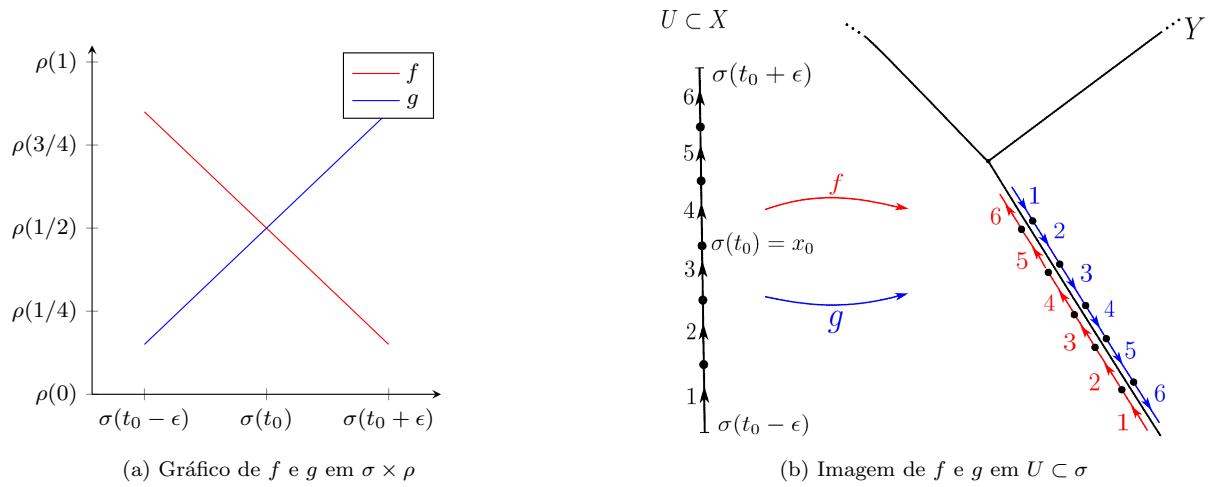 ρ(1)
ρ(3/4)
ρ(1/2)
ρ(1/4)
ρ(0)
σ(t₀ − ϵ)
σ(t₀)
σ(t₀ + ϵ)
f
g
(a) Gráfico de f e g em σ × ρ
U ⊂ X
σ(t₀ + ϵ)
6
5
4
σ(t₀) = x₀
3
2
1
σ(t₀ − ϵ)
f
g
Y
1
2
3
4
5
6
6
5
4
3
2
1
(b) Imagem de f e g em U ⊂ σ